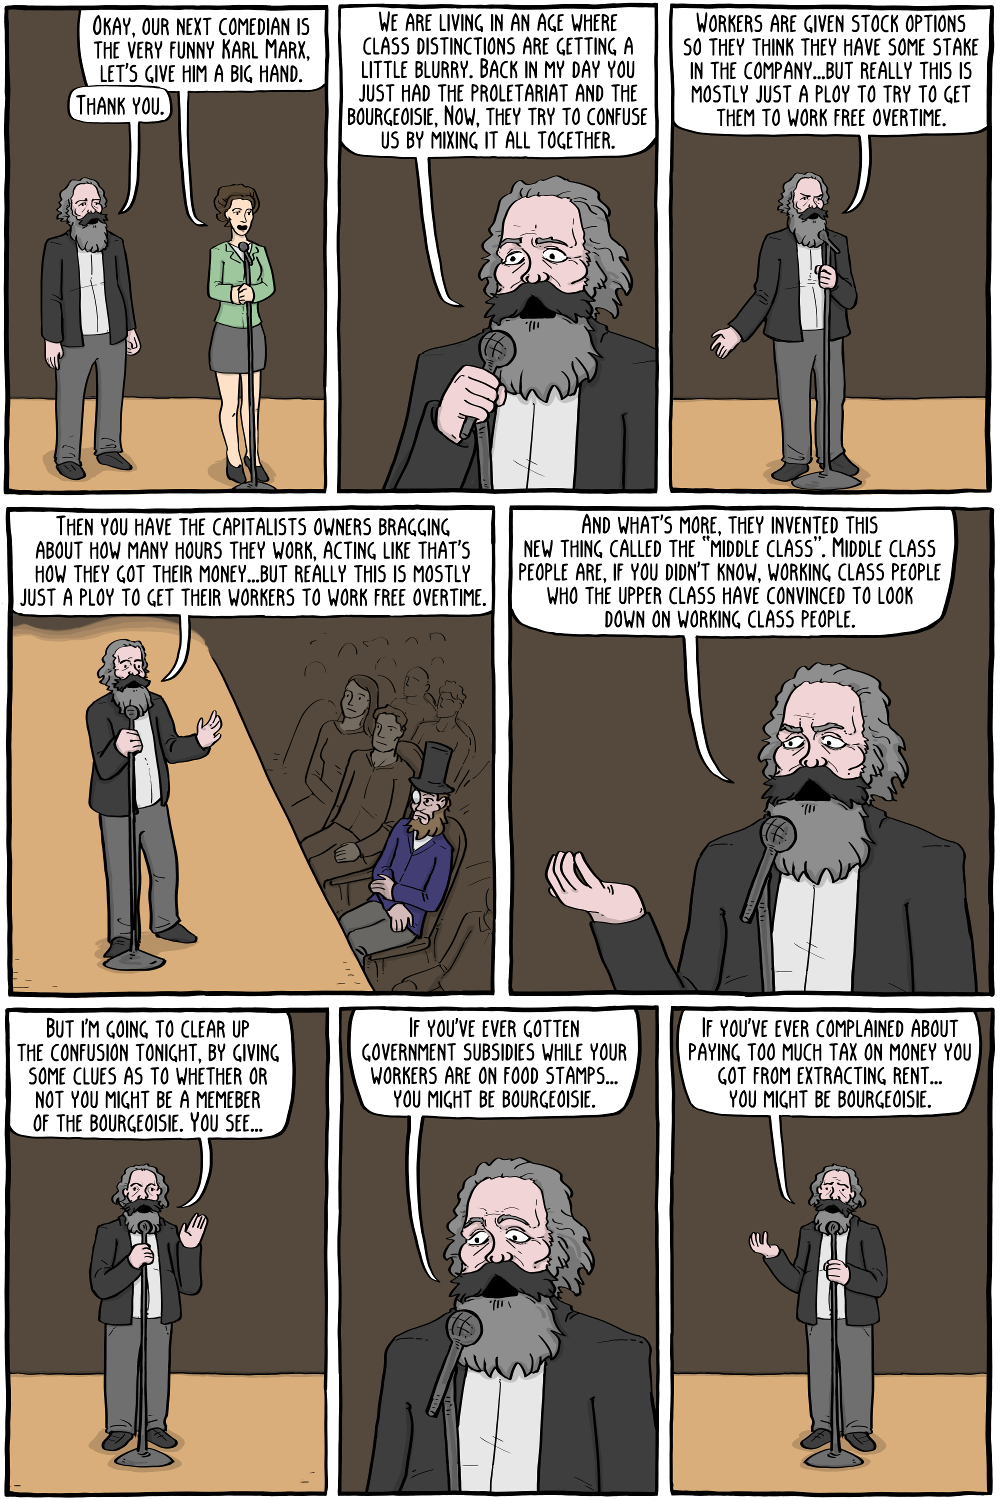 Okay, our next comedian is
the very funny Karl Marx,
let's give him a big hand.
Thank you.
We are living in an age where
class distinctions are getting a
little blurry. Back in my day you
just had the proletariat and the
bourgeoisie, Now, they try to confuse
us by mixing it all together.
Workers are given stock options
so they think they have some stake
in the company...but really this is
mostly just a ploy to try to get
them to work free overtime.
Then you have the capitalists owners bragging
about how many hours they work, acting like that's
how they got their money...but really this is mostly
just a ploy to get their workers to work free overtime.
And what's more, they invented this
new thing called the "middle class". Middle class
people are, if you didn't know, working class people
who the upper class have convinced to look
down on working class people.
But I'm going to clear up
the confusion tonight, by giving
some clues as to whether or
not you might be a memeber
of the bourgeoisie. You see...
If you've ever gotten
government subsidies while your
workers are on food stamps...
you might be bourgeoisie.
If you've ever complained about
paying too much tax on money you
got from extracting rent...
you might be bourgeoisie.